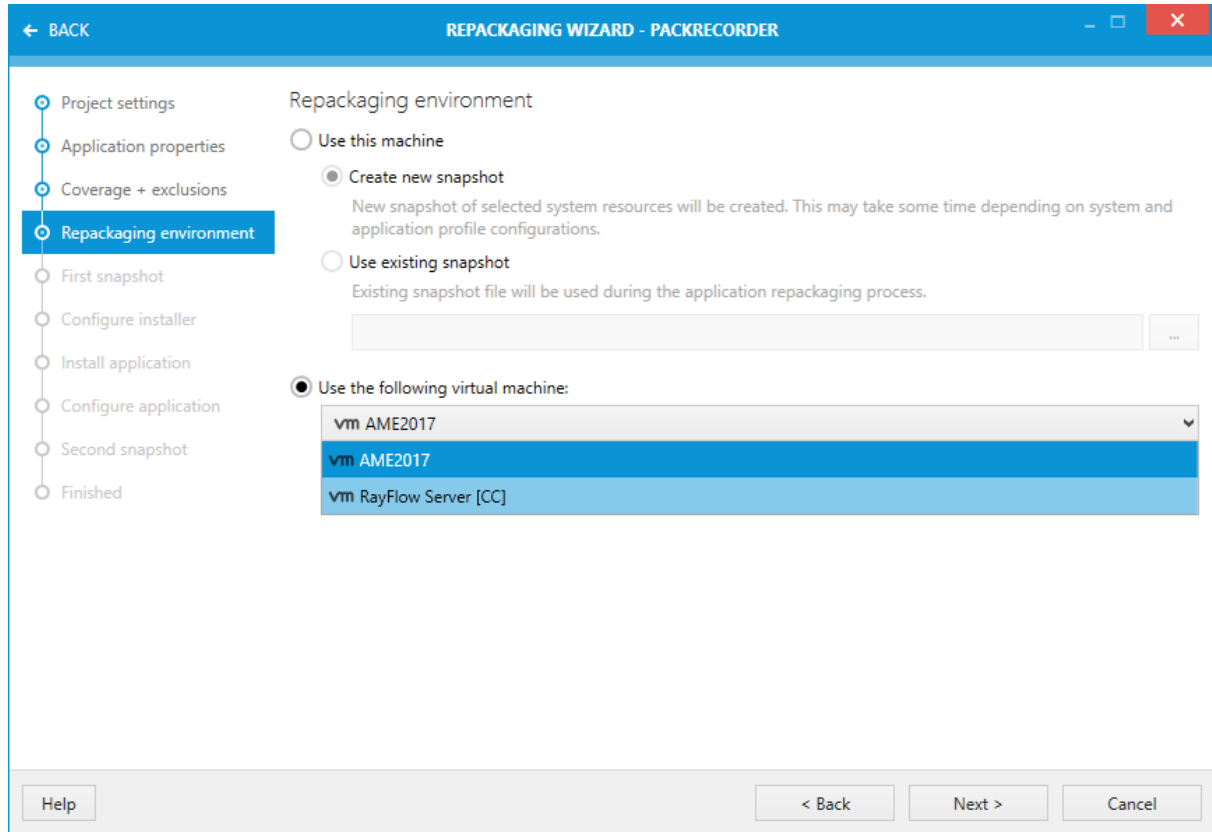 ← BACK
REPACKAGING WIZARD - PACKRECORDER
Project settings
Application properties
Coverage + exclusions
Repackaging environment
First snapshot
Configure installer
Install application
Configure application
Second snapshot
Finished
Repackaging environment
Use this machine
Create new snapshot
New snapshot of selected system resources will be created. This may take some time depending on system and
application profile configurations.
Use existing snapshot
Existing snapshot file will be used during the application repackaging process.
...
Use the following virtual machine:
vm AME2017
vm AME2017
vm RayFlow Server [CC]
Help
< Back
Next >
Cancel